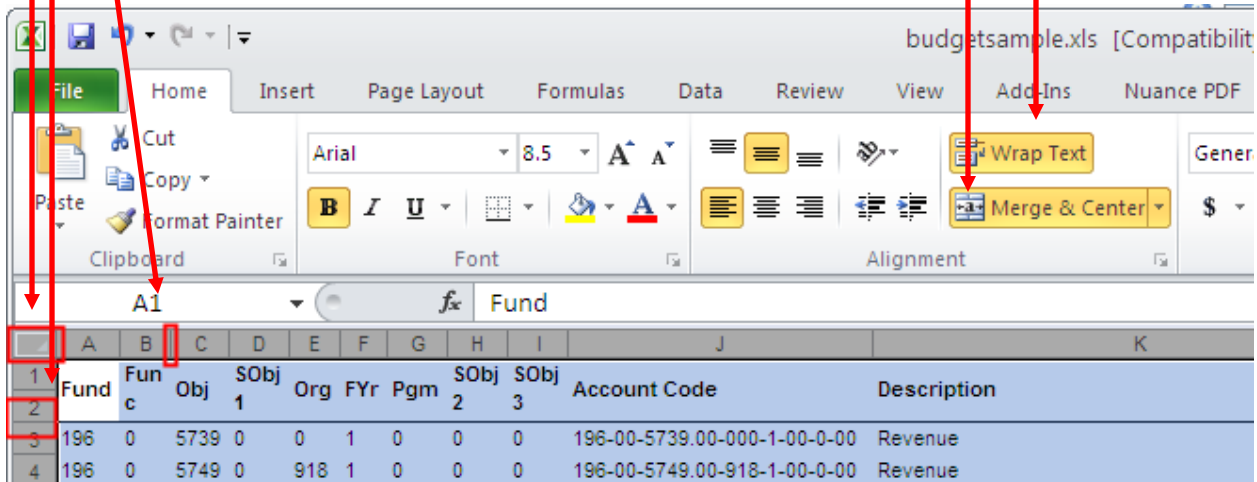 budgetsample.xls [Compatibility
File Home Insert Page Layout Formulas Data Review View Add-Ins Nuance PDF
Paste
Cut
Copy
Format Painter
Clipboard
Arial 8.5 A A
B I U A
Font
Wrap Text
Merge & Center
Alignment
Genera
$
A1 fx Fund
A B C D E F G H I J K
1 2 Fund Func Obj SObj 1 Org FYr Pgm SObj 2 SObj 3 Account Code Description
3 196 0 5739 0 0 1 0 0 0 196-00-5739.00-000-1-00-0-00 Revenue
4 196 0 5749 0 918 1 0 0 0 196-00-5749.00-918-1-00-0-00 Revenue